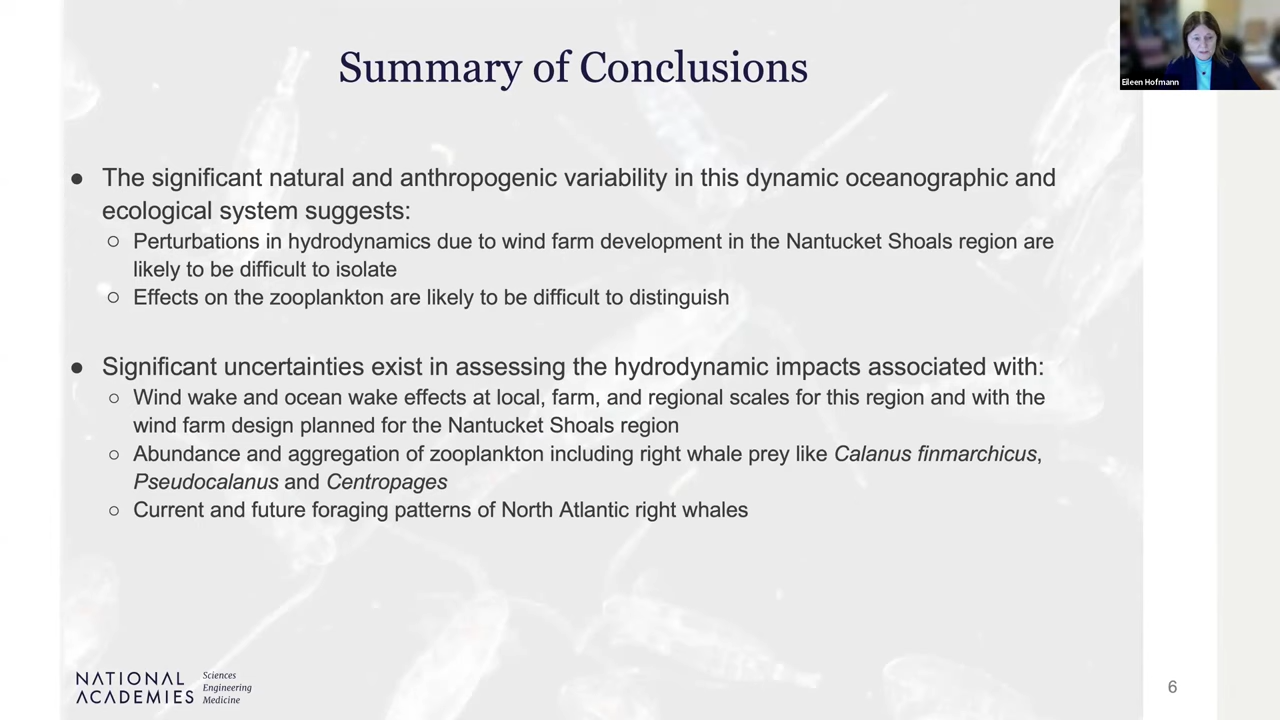 Summary of Conclusions
Eileen Hofmann
● The significant natural and anthropogenic variability in this dynamic oceanographic and
ecological system suggests:
○ Perturbations in hydrodynamics due to wind farm development in the Nantucket Shoals region are
likely to be difficult to isolate
○ Effects on the zooplankton are likely to be difficult to distinguish
● Significant uncertainties exist in assessing the hydrodynamic impacts associated with:
○ Wind wake and ocean wake effects at local, farm, and regional scales for this region and with the
wind farm design planned for the Nantucket Shoals region
○ Abundance and aggregation of zooplankton including right whale prey like Calanus finmarchicus,
Pseudocalanus and Centropages
○ Current and future foraging patterns of North Atlantic right whales
NATIONAL
ACADEMIES
Sciences
Engineering
Medicine
6